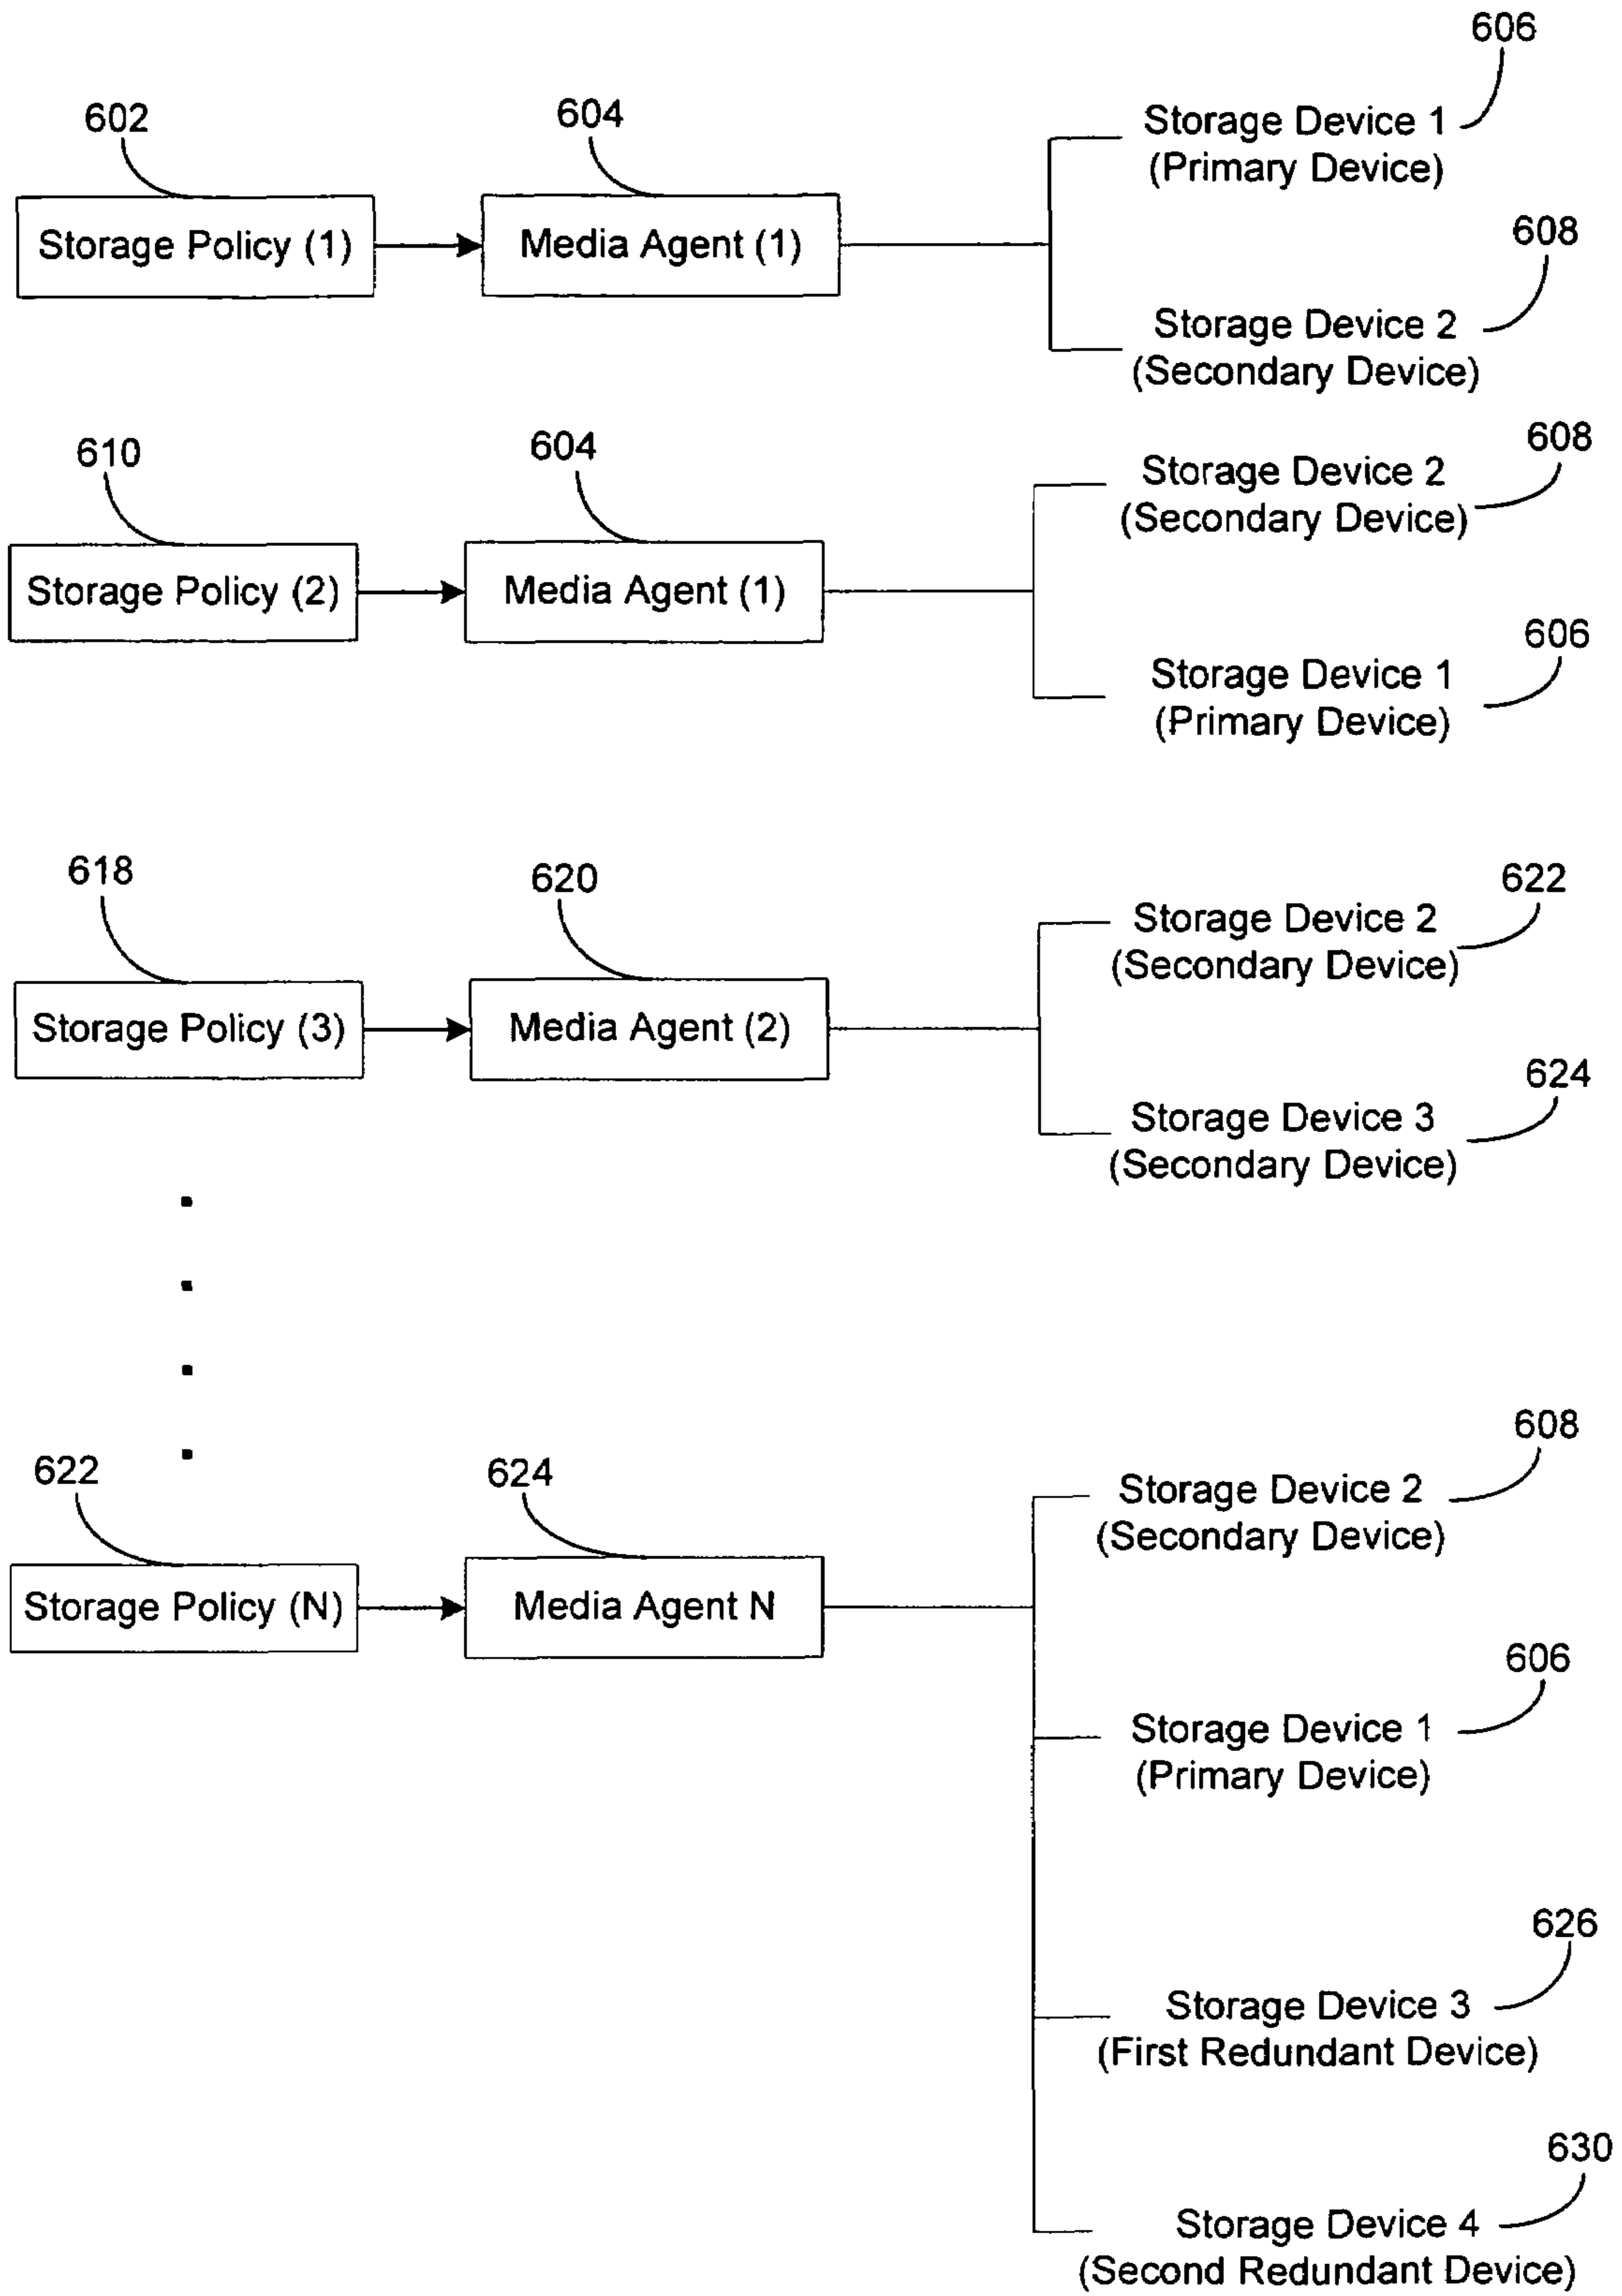 606
602
604
Storage Device 1
(Primary Device)
Storage Policy (1)
Media Agent (1)
608
Storage Device 2
(Secondary Device)
610
604
608
Storage Device 2
(Secondary Device)
Storage Policy (2)
Media Agent (1)
606
Storage Device 1
(Primary Device)
618
620
622
Storage Device 2
(Secondary Device)
Storage Policy (3)
Media Agent (2)
624
Storage Device 3
(Secondary Device)
622
624
608
Storage Device 2
(Secondary Device)
Storage Policy (N)
Media Agent N
606
Storage Device 1
(Primary Device)
626
Storage Device 3
(First Redundant Device)
630
Storage Device 4
(Second Redundant Device)